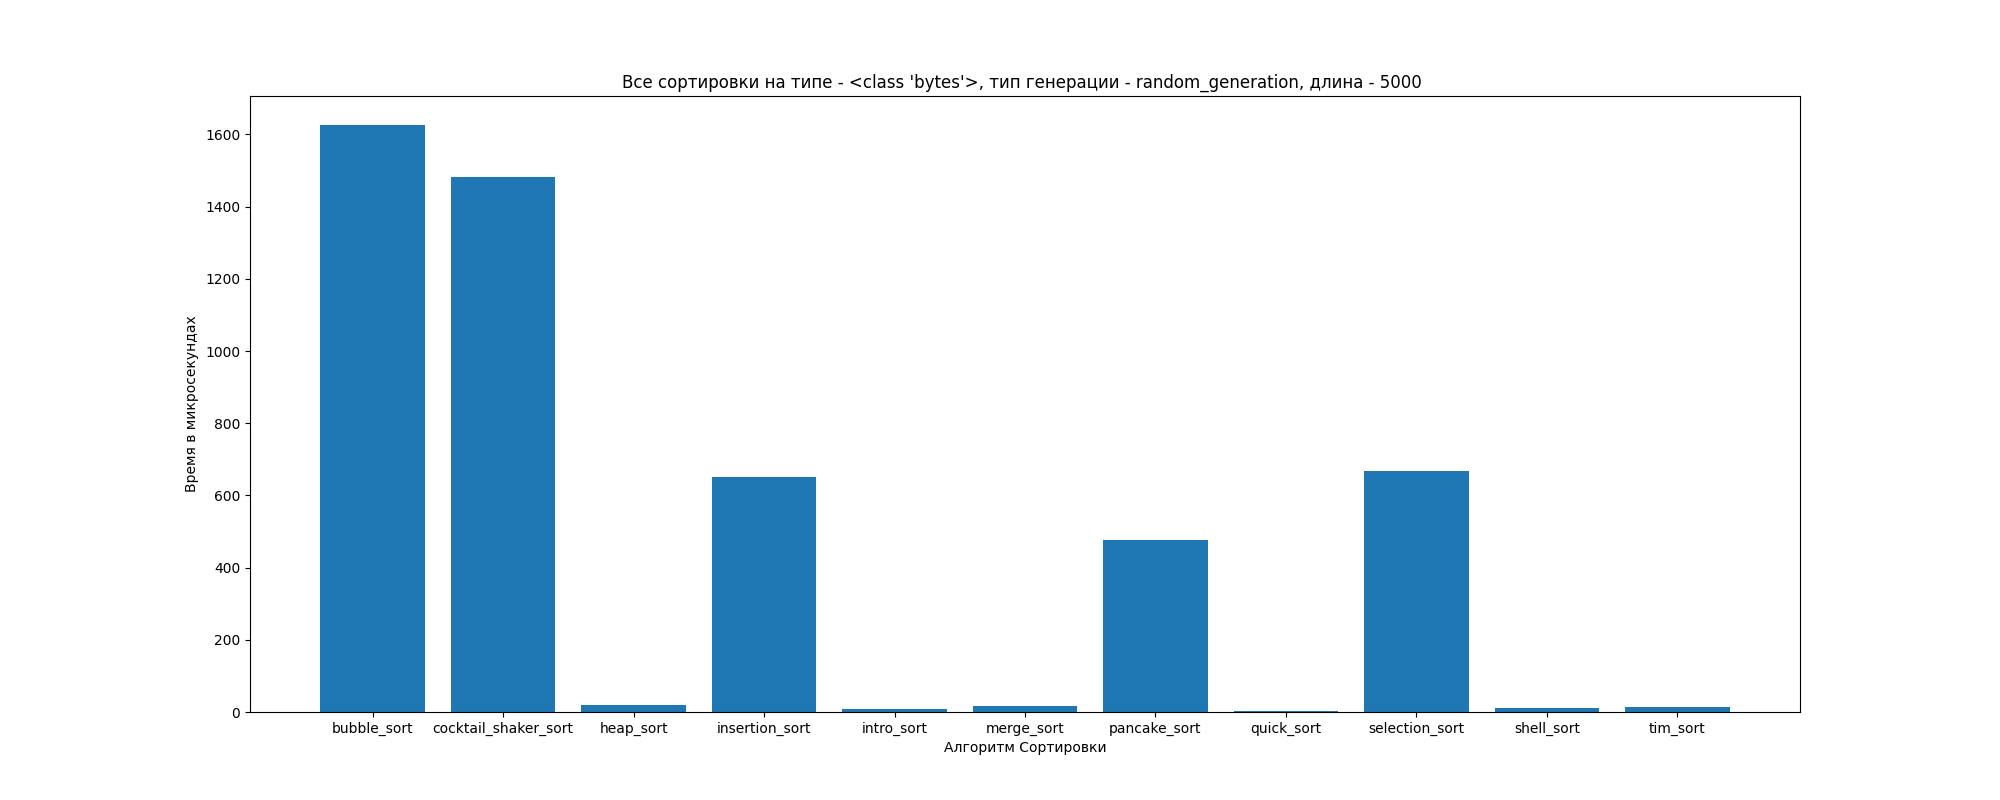 Все сортировки на типе - <class 'bytes'>, тип генерации - random_generation, длина - 5000
Время в микросекундах
1600
1400
1200
1000
800
600
400
200
0
bubble_sort cocktail_shaker_sort heap_sort insertion_sort intro_sort merge_sort pancake_sort quick_sort selection_sort shell_sort tim_sort
Алгоритм Сортировки